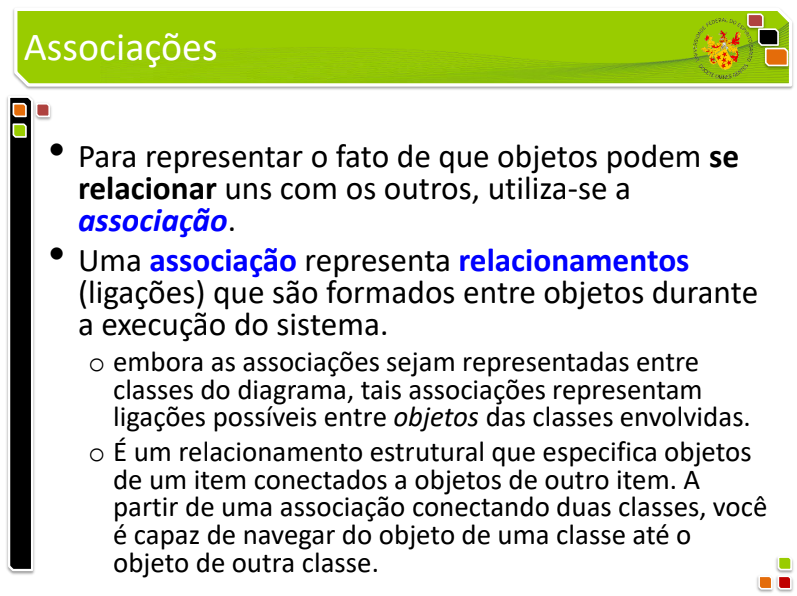 Associações
• Para representar o fato de que objetos podem se
relacionar uns com os outros, utiliza-se a
associação.
• Uma associação representa relacionamentos
(ligações) que são formados entre objetos durante
a execução do sistema.
o embora as associações sejam representadas entre
classes do diagrama, tais associações representam
ligações possíveis entre objetos das classes envolvidas.
o É um relacionamento estrutural que especifica objetos
de um item conectados a objetos de outro item. A
partir de uma associação conectando duas classes, você
é capaz de navegar do objeto de uma classe até o
objeto de outra classe.